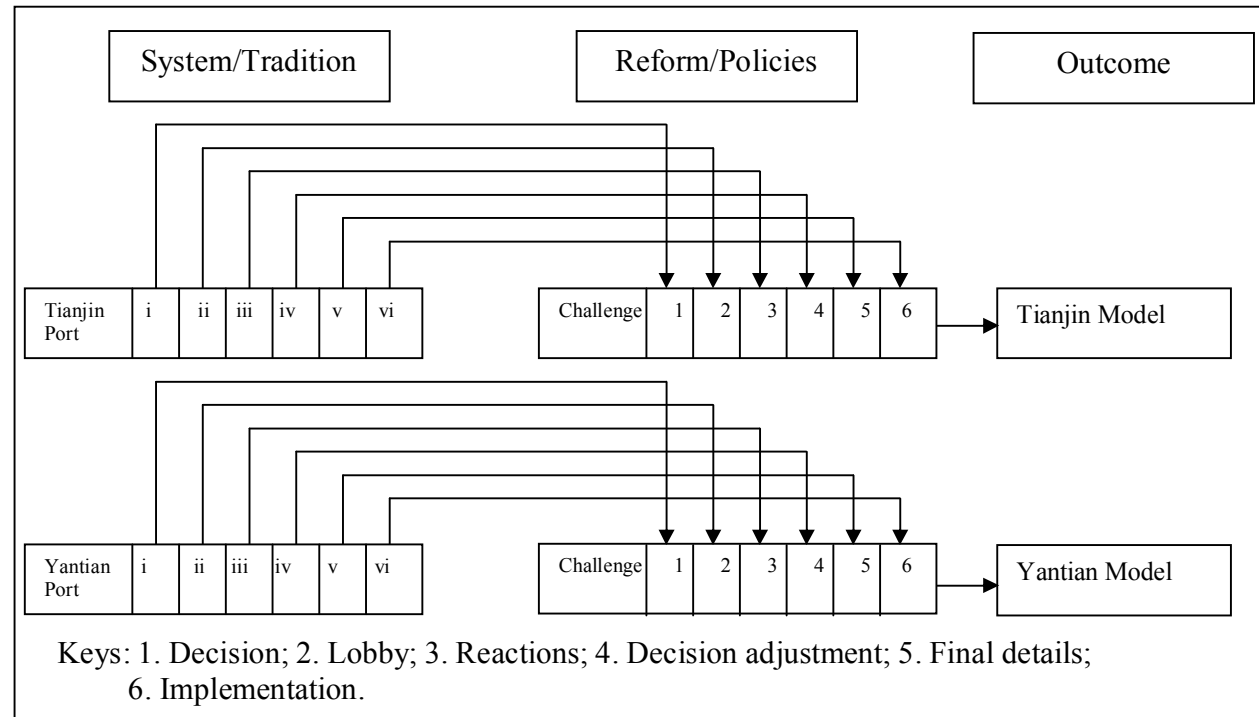 System/Tradition
Reform/Policies
Outcome
Tianjin
Port
i
ii
iii
iv
v
vi
Challenge
1
2
3
4
5
6
Tianjin Model
Yantian
Port
i
ii
iii
iv
v
vi
Challenge
1
2
3
4
5
6
Yantian Model
Keys: 1. Decision; 2. Lobby; 3. Reactions; 4. Decision adjustment; 5. Final details;
6. Implementation.